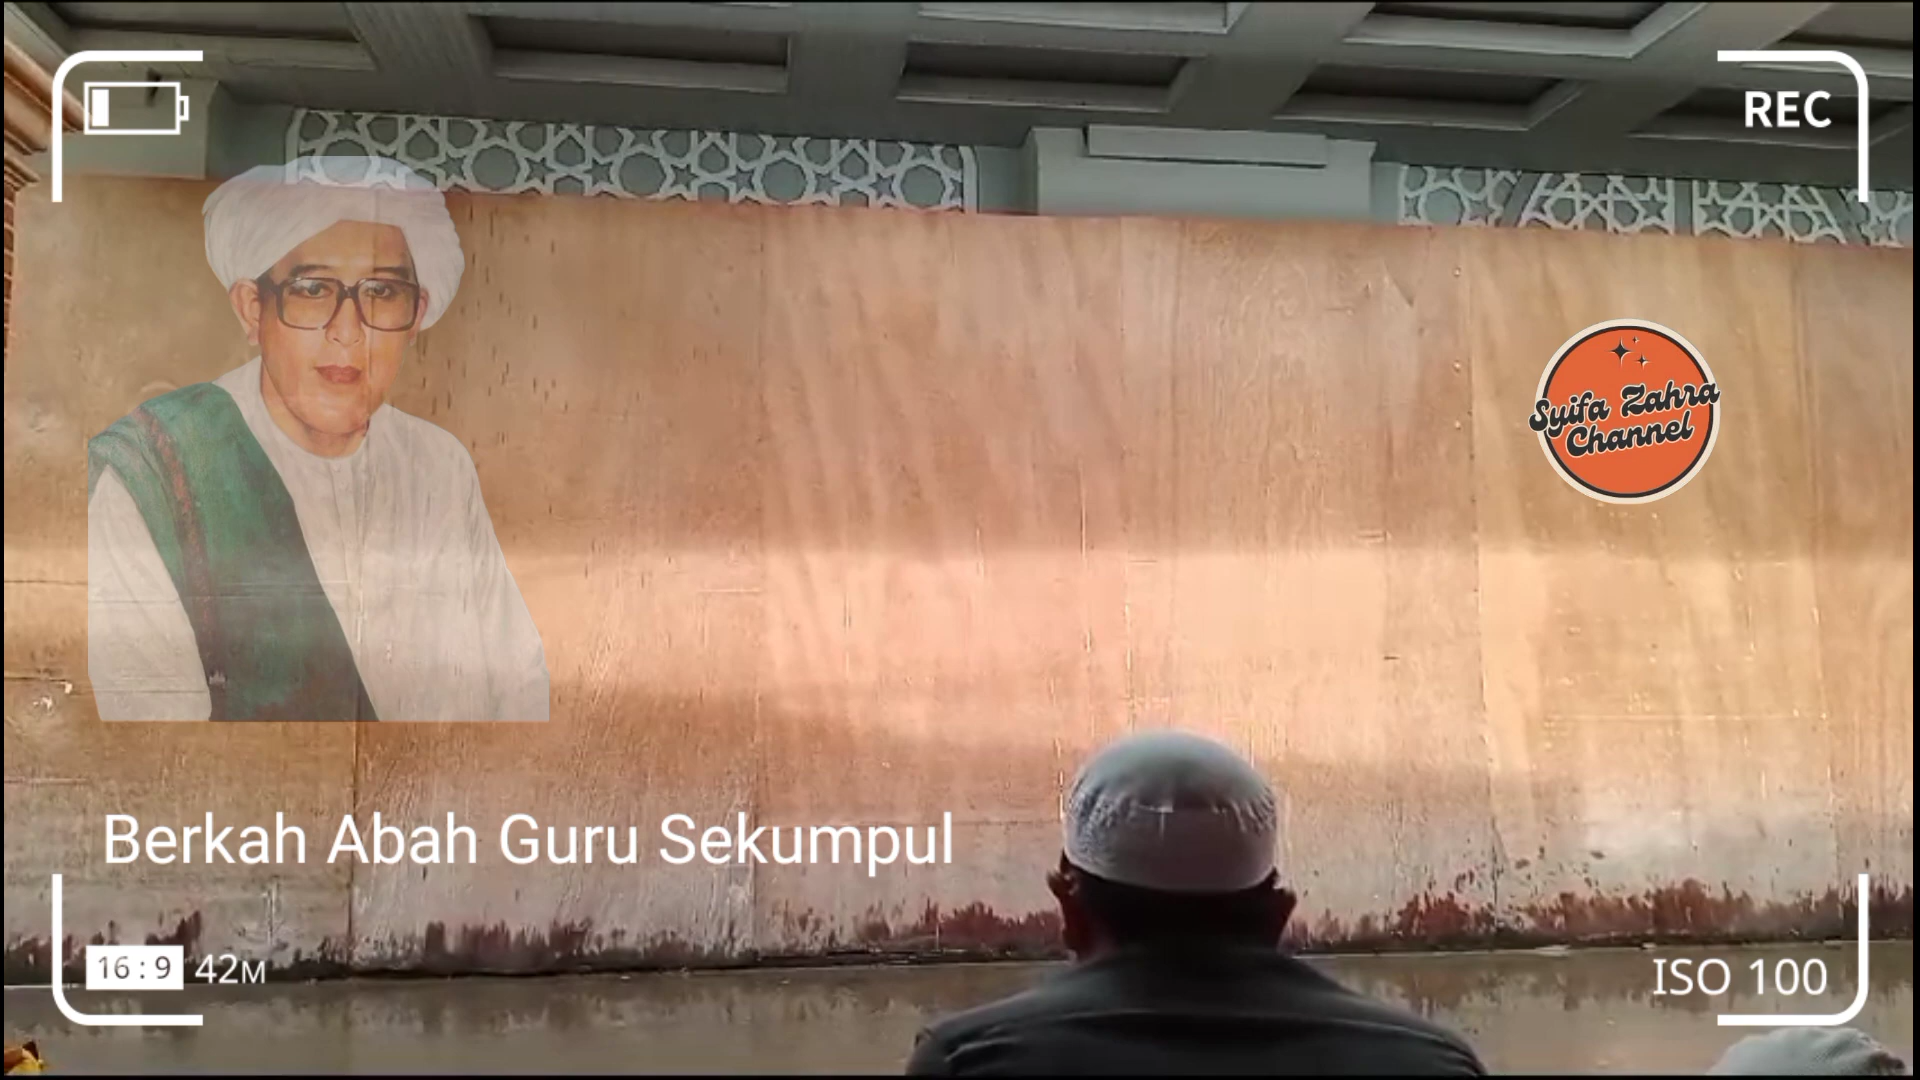 REC
Syifa Zahra
Channel
Berkah Abah Guru Sekumpul
16:9 42M
ISO 100